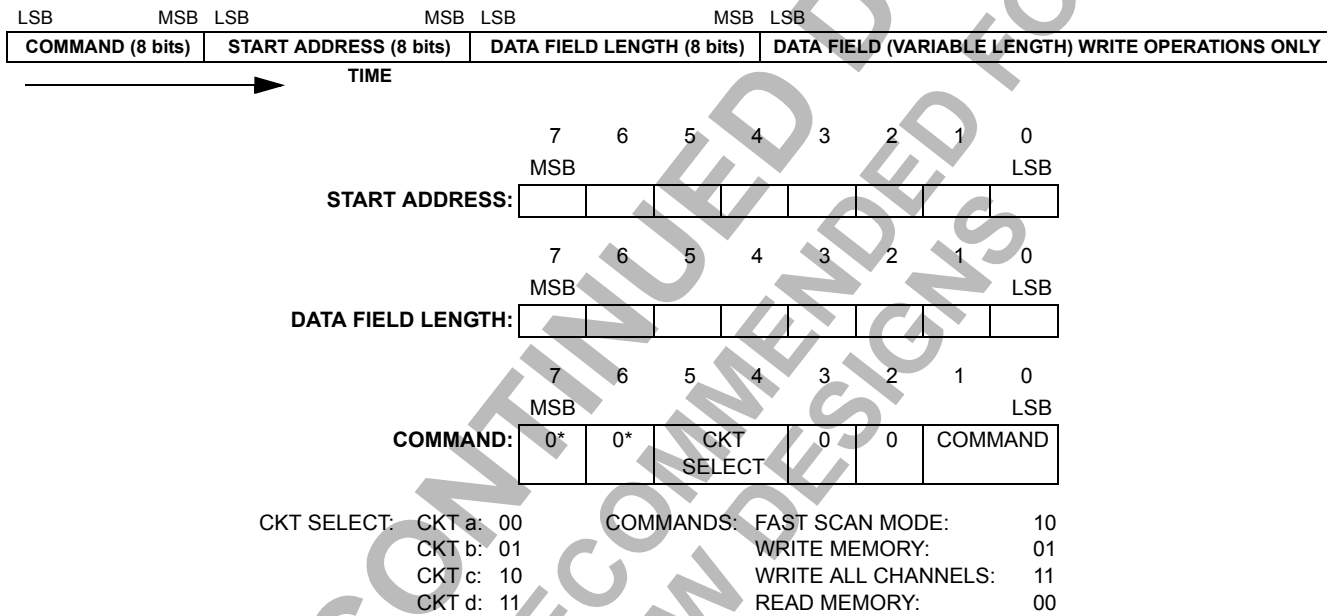 LSB MSB LSB MSB LSB MSB LSB
COMMAND (8 bits) START ADDRESS (8 bits) DATA FIELD LENGTH (8 bits) DATA FIELD (VARIABLE LENGTH) WRITE OPERATIONS ONLY
TIME
7 6 5 4 3 2 1 0
MSB LSB
START ADDRESS:
7 6 5 4 3 2 1 0
MSB LSB
DATA FIELD LENGTH:
7 6 5 4 3 2 1 0
MSB LSB
COMMAND: 0* 0* CKT SELECT 0 0 COMMAND
CKT SELECT: CKT a: 00 COMMANDS: FAST SCAN MODE: 10
CKT b: 01 WRITE MEMORY: 01
CKT c: 10 WRITE ALL CHANNELS: 11
CKT d: 11 READ MEMORY: 00